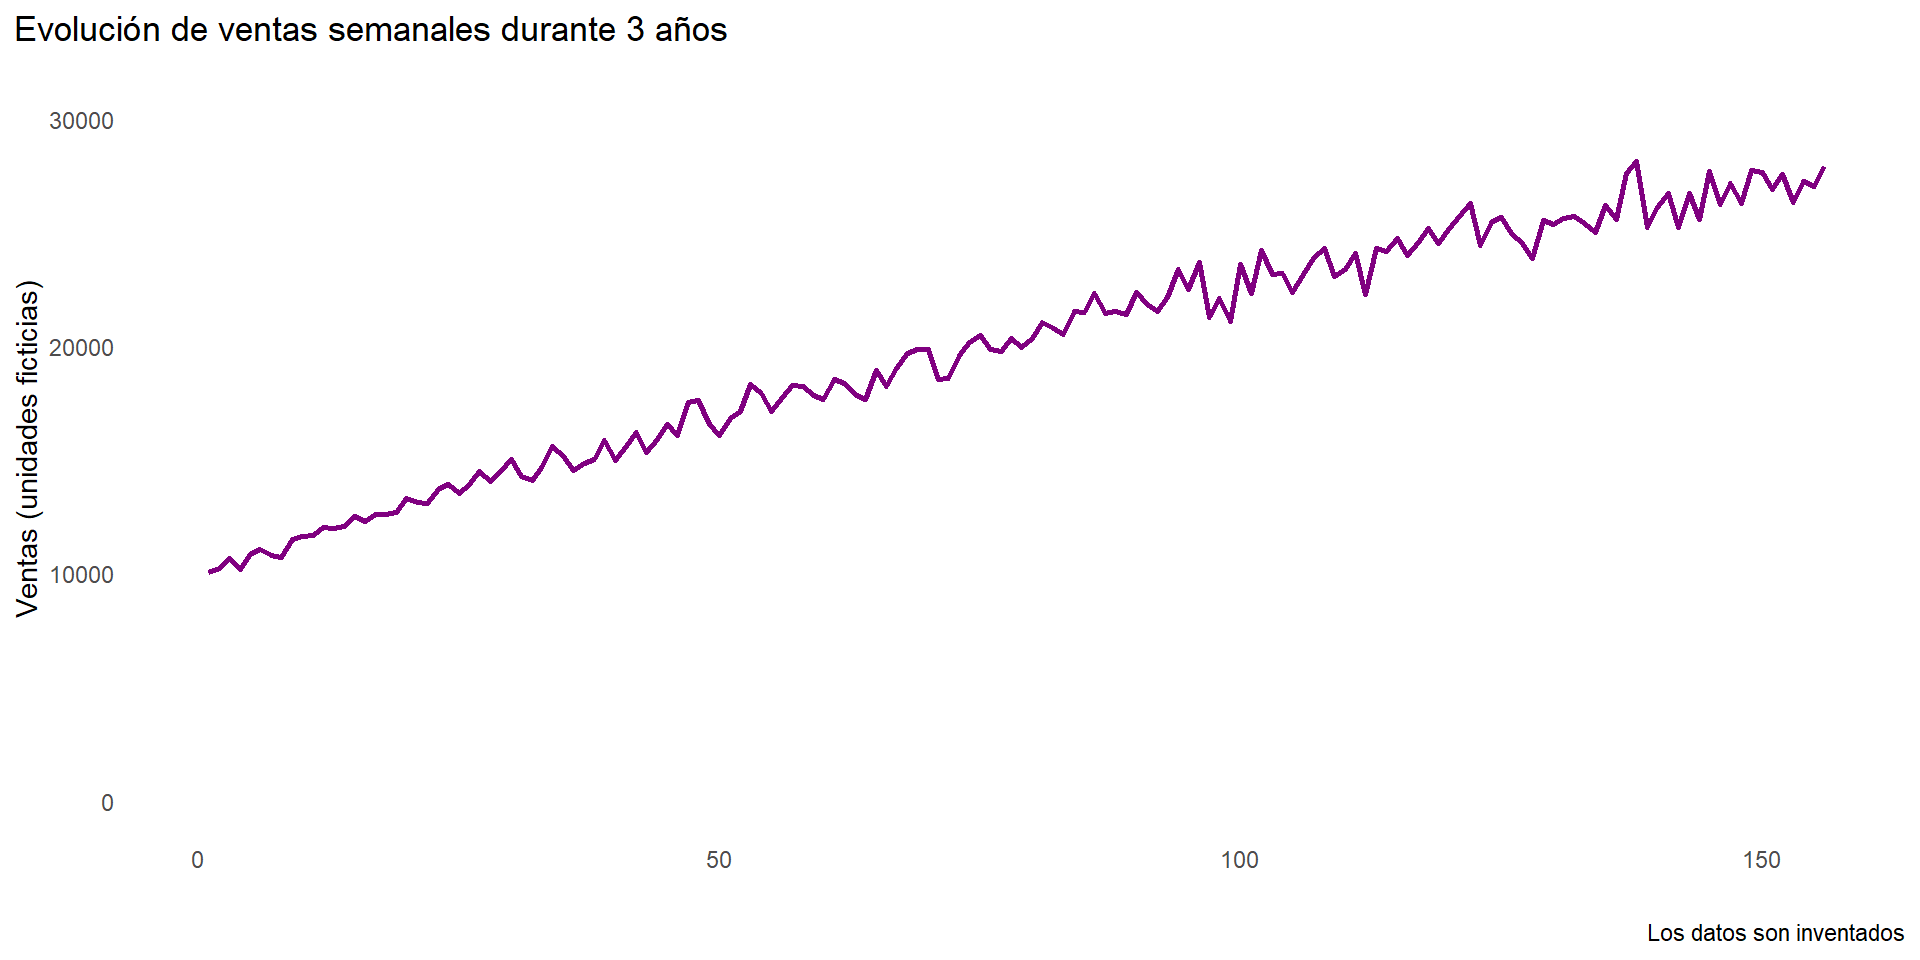 Evolución de ventas semanales durante 3 años
30000
20000
10000
0
Ventas (unidades ficticias)
0 50 100 150
Los datos son inventados